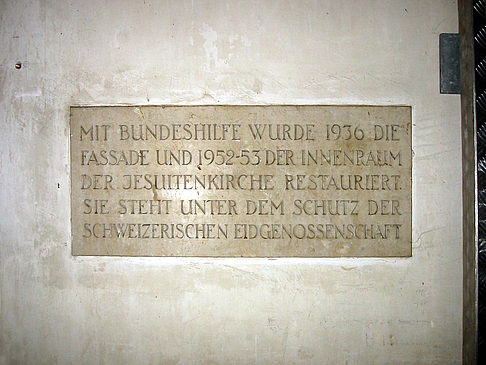 MIT BUNDESHILFE WURDE 1936 DIE
FASSADE UND 1952-53 DER INNENRAUM
DER JESUITENKIRCHE RESTAURIERT.
SIE STEHT UNTER DEM SCHUTZ DER
SCHWEIZERISCHEN EIDGENOSSENSCHAFT